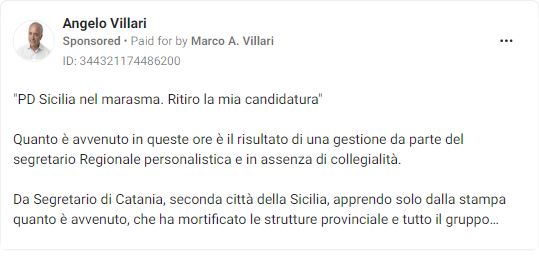 Angelo Villari
Sponsored • Paid for by Marco A. Villari
ID: 344321174486200
"PD Sicilia nel marasma. Ritiro la mia candidatura"
Quanto è avvenuto in queste ore è il risultato di una gestione da parte del
segretario Regionale personalistica e in assenza di collegialità.
Da Segretario di Catania, seconda città della Sicilia, apprendo solo dalla stampa
quanto è avvenuto, che ha mortificato le strutture provinciale e tutto il gruppo...